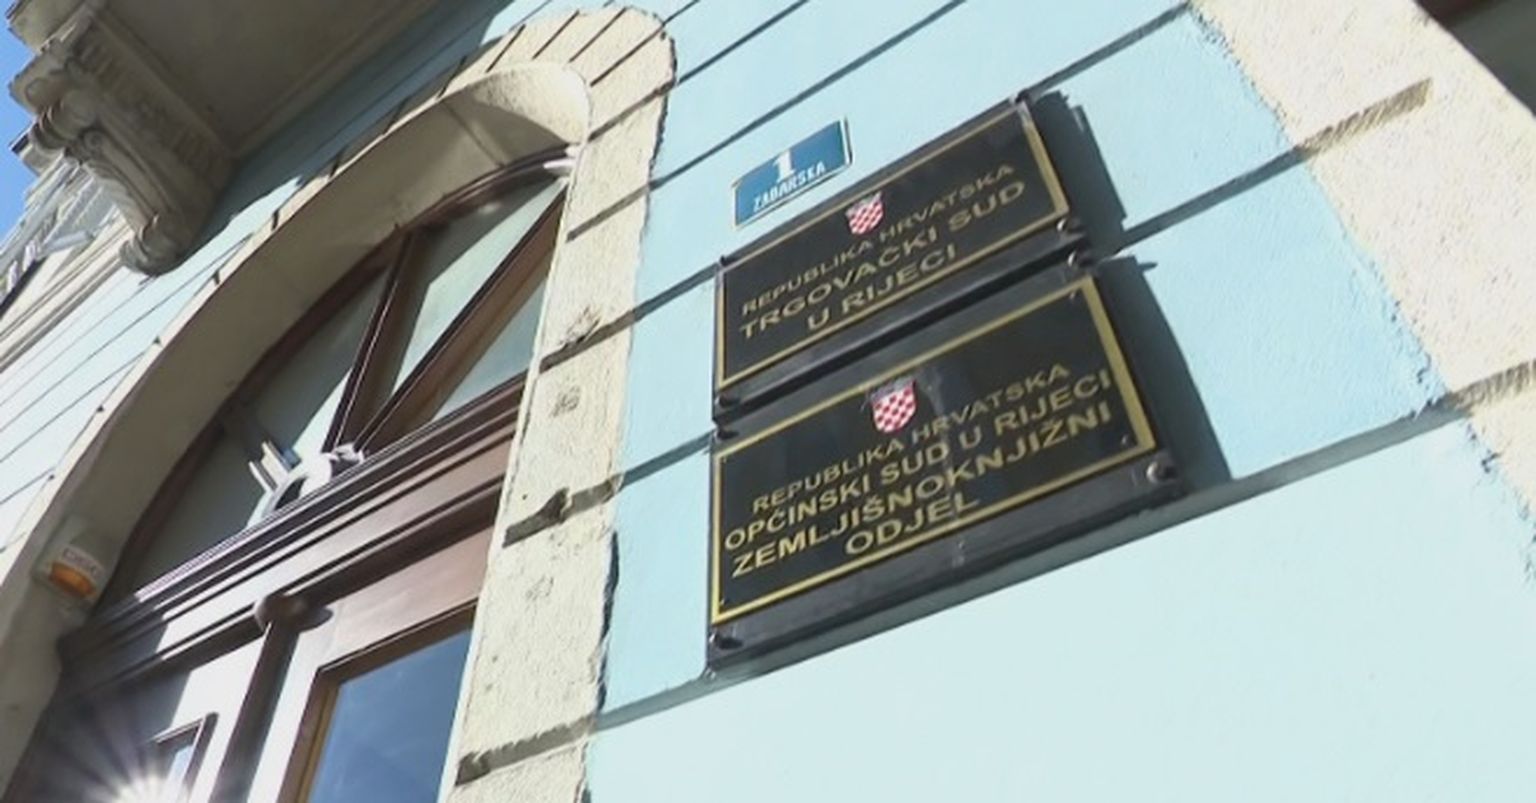 1
ZADARSKA
REPUBLIKA HRVATSKA
TRGOVAČKI SUD
U RIJECI
REPUBLIKA HRVATSKA
OPĆINSKI SUD U RIJECI
ZEMLJIŠNOKNJIŽNI
ODJEL